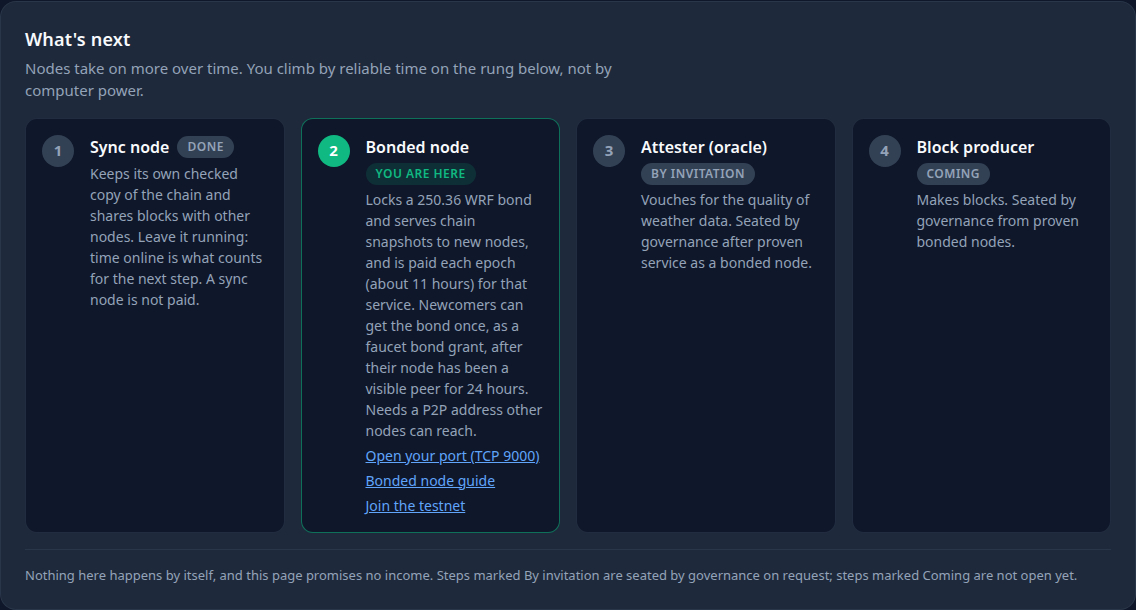 What's next
Nodes take on more over time. You climb by reliable time on the rung below, not by
computer power.
1
Sync node DONE
Keeps its own checked
copy of the chain and
shares blocks with other
nodes. Leave it running:
time online is what counts
for the next step. A sync
node is not paid.
2
Bonded node
YOU ARE HERE
Locks a 250.36 WRF bond
and serves chain
snapshots to new nodes,
and is paid each epoch
(about 11 hours) for that
service. Newcomers can
get the bond once, as a
faucet bond grant, after
their node has been a
visible peer for 24 hours.
Needs a P2P address other
nodes can reach.
Open your port (TCP 9000)
Bonded node guide
Join the testnet
3
Attester (oracle)
BY INVITATION
Vouches for the quality of
weather data. Seated by
governance after proven
service as a bonded node.
4
Block producer
COMING
Makes blocks. Seated by
governance from proven
bonded nodes.
Nothing here happens by itself, and this page promises no income. Steps marked By invitation are seated by governance on request; steps marked Coming are not open yet.